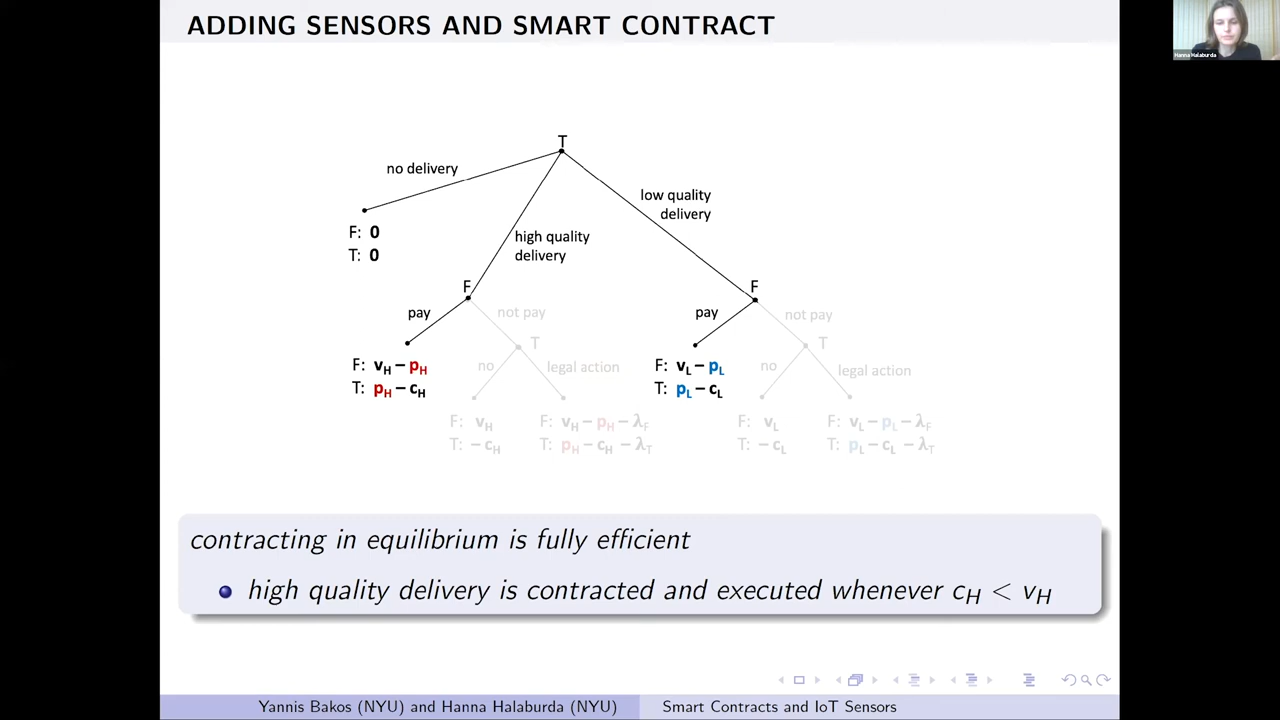 ADDING SENSORS AND SMART CONTRACT
Hanna Halaburda
T
no delivery
low quality
delivery
F: 0
T: 0
high quality
delivery
F
F
pay
not pay
pay
not pay
T
T
no
legal action
no
legal action
F: vH – pH
T: pH – cH
F: vL – pL
T: pL – cL
F: vH
T: – cH
F: vH – pH – λF
T: pH – cH – λT
F: vL
T: – cL
F: vL – pL – λF
T: pL – cL – λT
contracting in equilibrium is fully efficient
high quality delivery is contracted and executed whenever cH < vH
Yannis Bakos (NYU) and Hanna Halaburda (NYU)
Smart Contracts and IoT Sensors